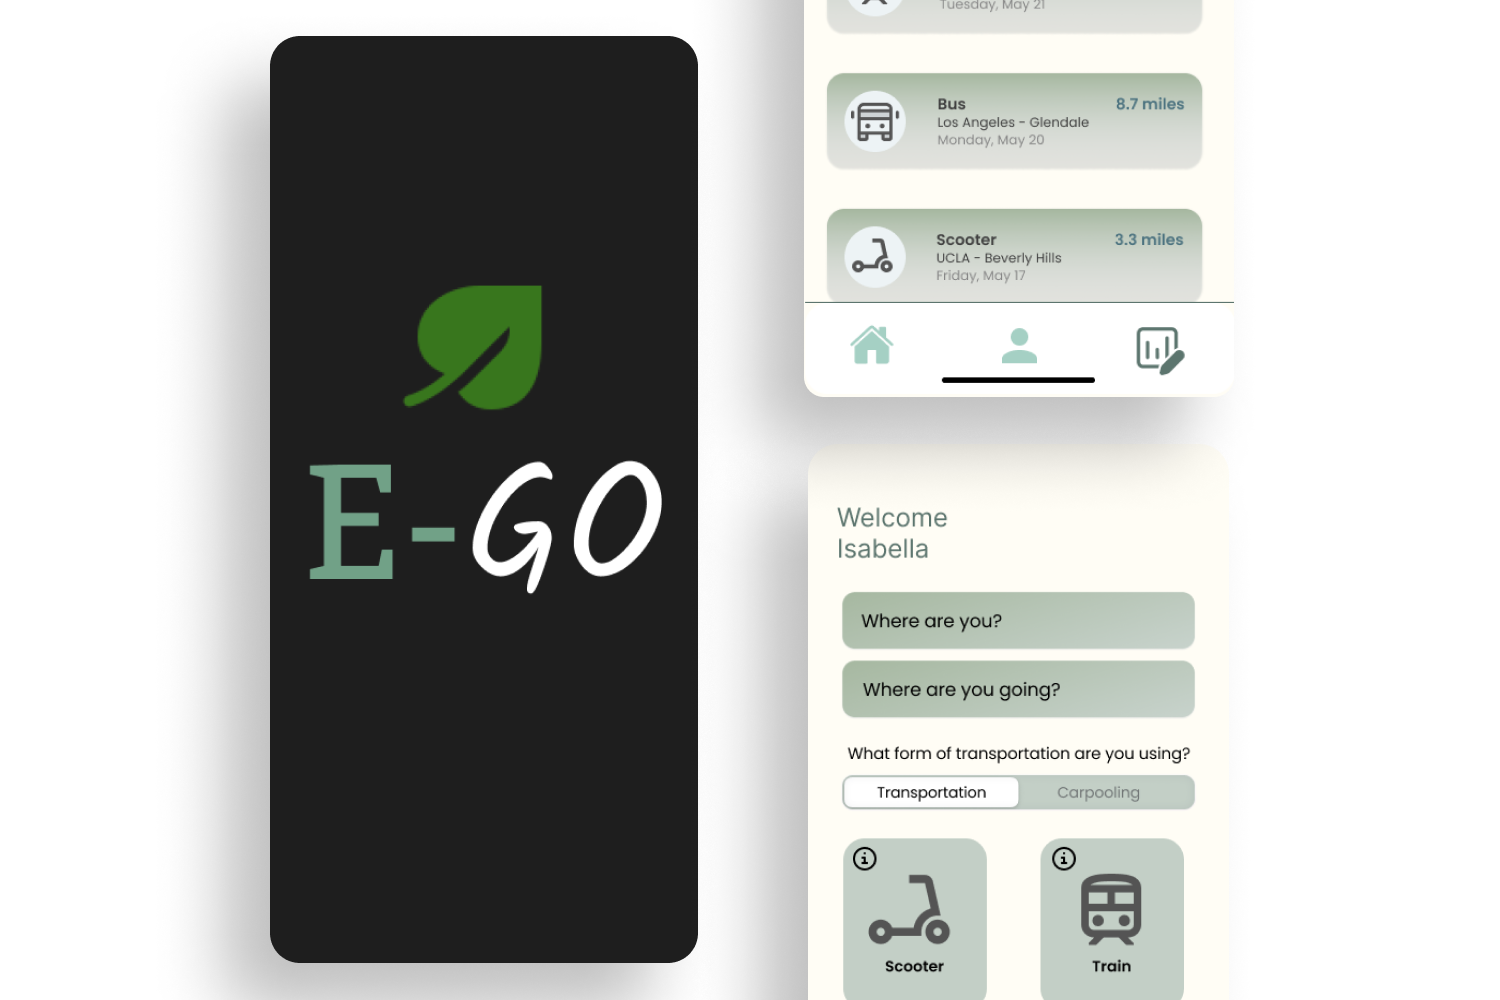 E-GO
Tuesday, May 21
Bus
8.7 miles
Los Angeles - Glendale
Monday, May 20
Scooter
3.3 miles
UCLA - Beverly Hills
Friday, May 17
Welcome
Isabella
Where are you?
Where are you going?
What form of transportation are you using?
Transportation
Carpooling
Scooter
Train